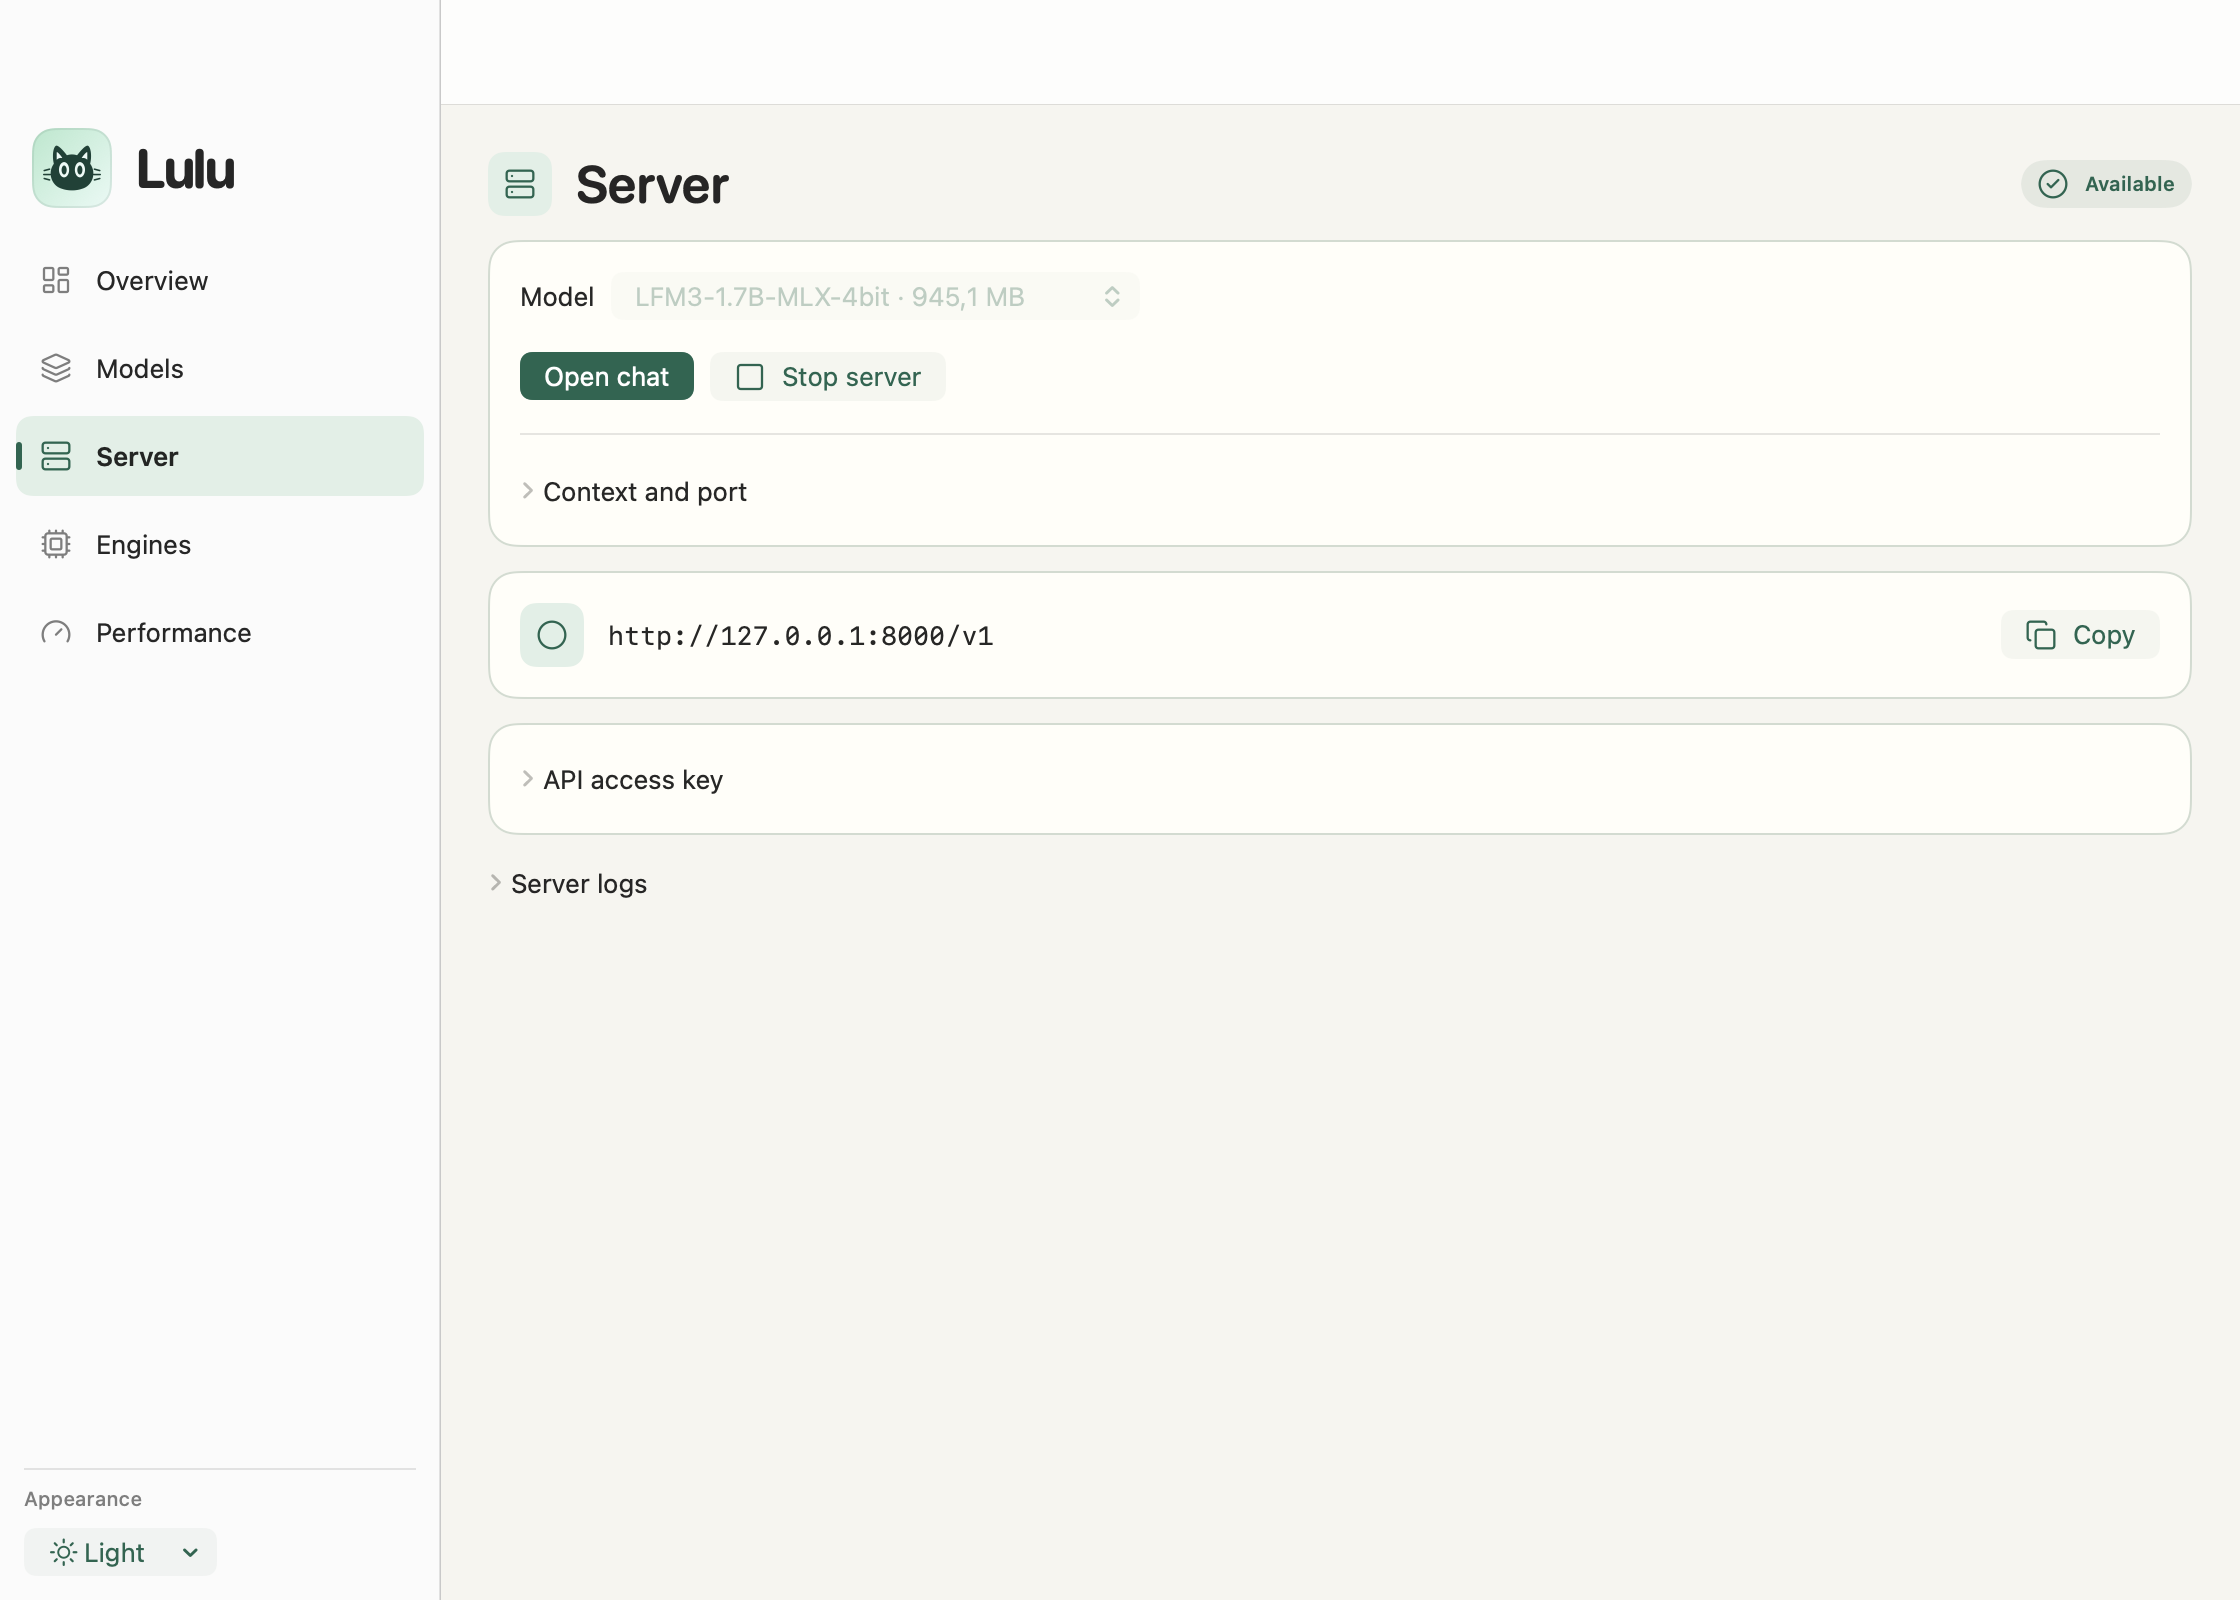 Lulu
Overview
Models
Server
Engines
Performance
Appearance
Light
Server
Available
Model LFM3-1.7B-MLX-4bit · 945,1 MB
Open chat Stop server
Context and port
http://127.0.0.1:8000/v1 Copy
API access key
Server logs